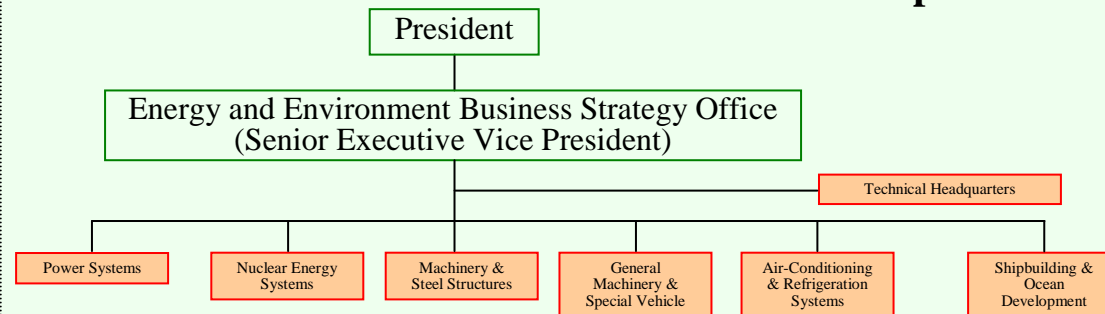 President
Energy and Environment Business Strategy Office
(Senior Executive Vice President)
Technical Headquarters
Power Systems
Nuclear Energy
Systems
Machinery &
Steel Structures
General
Machinery &
Special Vehicle
Air-Conditioning
& Refrigeration
Systems
Shipbuilding &
Ocean
Development